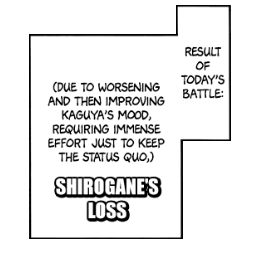 RESULT
OF
TODAY'S
BATTLE:
(DUE TO WORSENING
AND THEN IMPROVING
KAGUYA'S MOOD,
REQUIRING IMMENSE
EFFORT JUST TO KEEP
THE STATUS QUO,)
SHIROGANE'S
LOSS